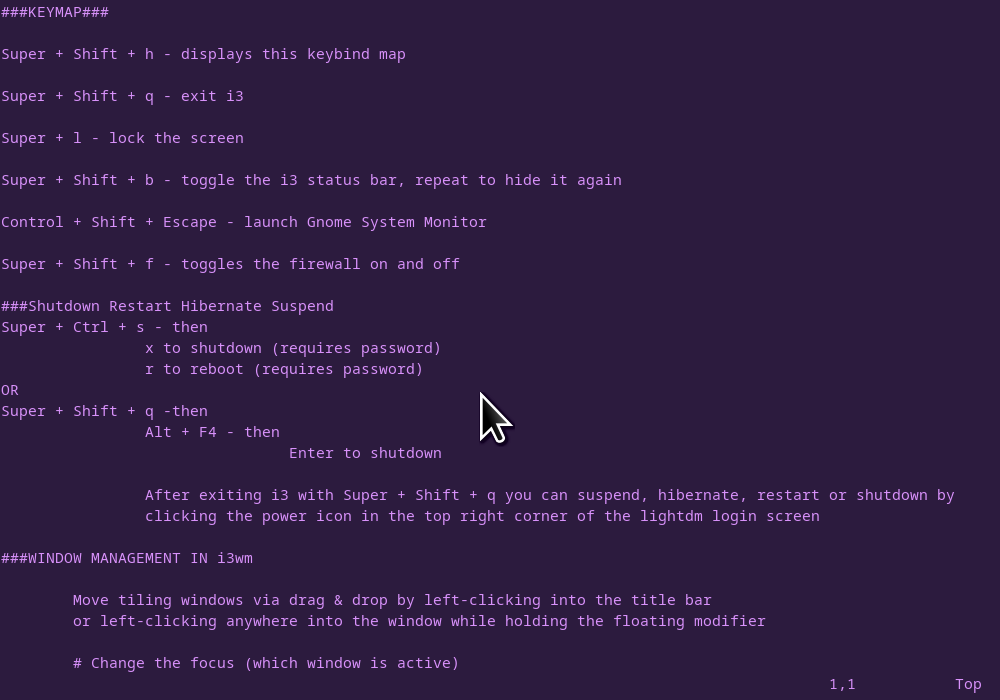 ###KEYMAP###
Super + Shift + h - displays this keybind map
Super + Shift + q - exit i3
Super + l - lock the screen
Super + Shift + b - toggle the i3 status bar, repeat to hide it again
Control + Shift + Escape - launch Gnome System Monitor
Super + Shift + f - toggles the firewall on and off
###Shutdown Restart Hibernate Suspend
Super + Ctrl + s - then
x to shutdown (requires password)
r to reboot (requires password)
OR
Super + Shift + q -then
Alt + F4 - then
Enter to shutdown
After exiting i3 with Super + Shift + q you can suspend, hibernate, restart or shutdown by
clicking the power icon in the top right corner of the lightdm login screen
###WINDOW MANAGEMENT IN i3wm
Move tiling windows via drag & drop by left-clicking into the title bar
or left-clicking anywhere into the window while holding the floating modifier
# Change the focus (which window is active)
1,1 Top